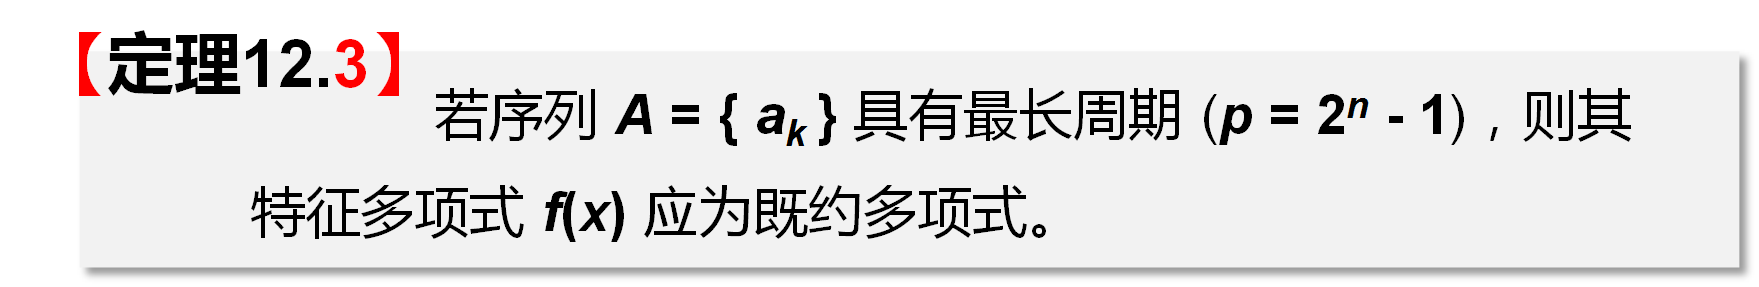 【定理12.3】
若序列 A = { aₖ } 具有最长周期 (p = 2ⁿ - 1)，则其
特征多项式 f(x) 应为既约多项式。